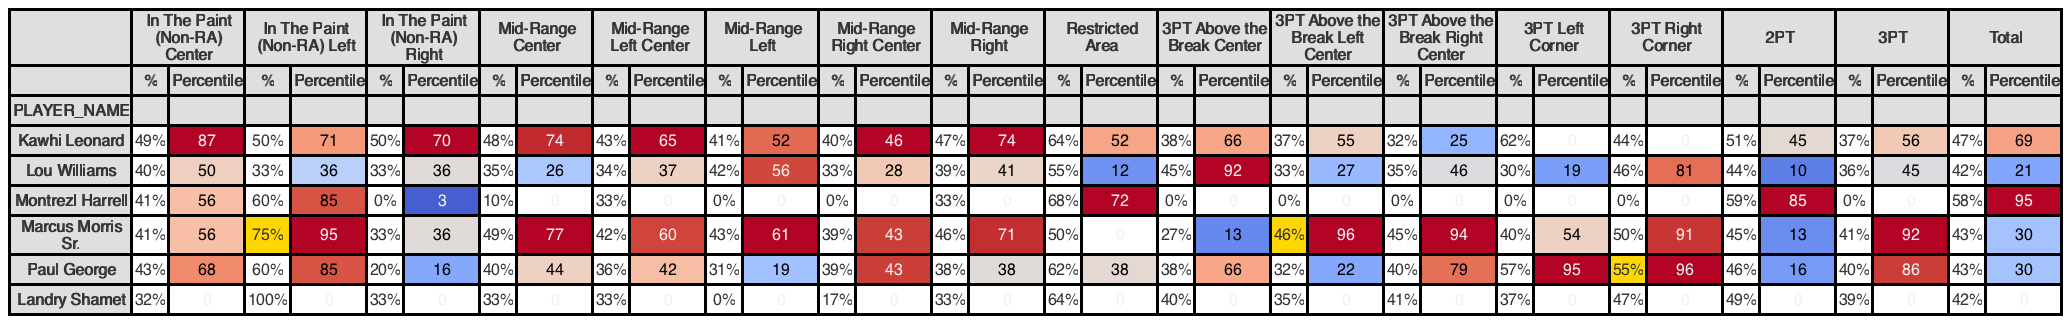 In The Paint (Non-RA) Center In The Paint (Non-RA) Left In The Paint (Non-RA) Right Mid-Range Center Mid-Range Left Center Mid-Range Left Mid-Range Right Center Mid-Range Right Restricted Area 3PT Above the Break Center 3PT Above the Break Left Center 3PT Above the Break Right Center 3PT Left Corner 3PT Right Corner 2PT 3PT Total
% Percentile % Percentile % Percentile % Percentile % Percentile % Percentile % Percentile % Percentile % Percentile % Percentile % Percentile % Percentile % Percentile % Percentile % Percentile % Percentile % Percentile
PLAYER_NAME
Kawhi Leonard 49% 87 50% 71 50% 70 48% 74 43% 65 41% 52 40% 46 47% 74 64% 52 38% 66 37% 55 32% 25 62% 0 44% 0 51% 45 37% 56 47% 69
Lou Williams 40% 50 33% 36 33% 36 35% 26 34% 37 42% 56 33% 28 39% 41 55% 12 45% 92 33% 27 35% 46 30% 19 46% 81 44% 10 36% 45 42% 21
Montrezl Harrell 41% 56 60% 85 0% 3 10% 0 33% 0 0% 0 0% 0 33% 0 68% 72 0% 0 0% 0 0% 0 0% 0 0% 0 59% 85 0% 0 58% 95
Marcus Morris Sr. 41% 56 75% 95 33% 36 49% 77 42% 60 43% 61 39% 43 46% 71 50% 0 27% 13 46% 96 45% 94 40% 54 50% 91 45% 13 41% 92 43% 30
Paul George 43% 68 60% 85 20% 16 40% 44 36% 42 31% 19 39% 43 38% 38 62% 38 38% 66 32% 22 40% 79 57% 95 55% 96 46% 16 40% 86 43% 30
Landry Shamet 32% 0 100% 0 33% 0 33% 0 33% 0 0% 0 17% 0 33% 0 64% 0 40% 0 35% 0 41% 0 37% 0 47% 0 49% 0 39% 0 42% 0